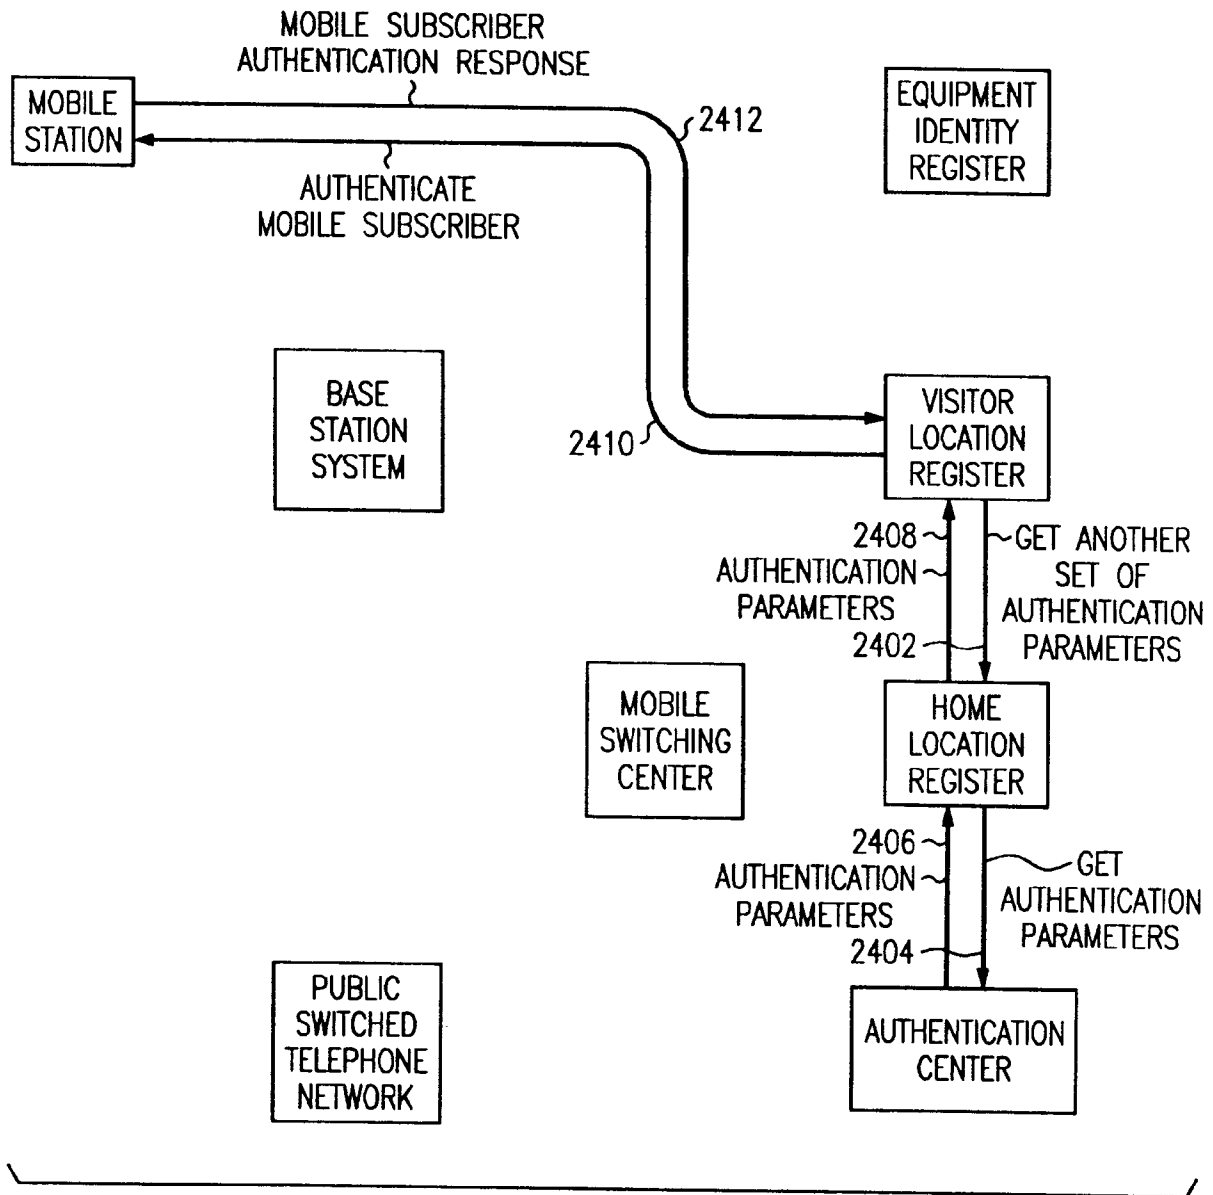 MOBILE SUBSCRIBER
AUTHENTICATION RESPONSE
MOBILE
STATION
2412
EQUIPMENT
IDENTITY
REGISTER
AUTHENTICATE
MOBILE SUBSCRIBER
BASE
STATION
SYSTEM
2410
VISITOR
LOCATION
REGISTER
2408
AUTHENTICATION
PARAMETERS
2402
GET ANOTHER
SET OF
AUTHENTICATION
PARAMETERS
MOBILE
SWITCHING
CENTER
HOME
LOCATION
REGISTER
2406
AUTHENTICATION
PARAMETERS
2404
GET
AUTHENTICATION
PARAMETERS
PUBLIC
SWITCHED
TELEPHONE
NETWORK
AUTHENTICATION
CENTER